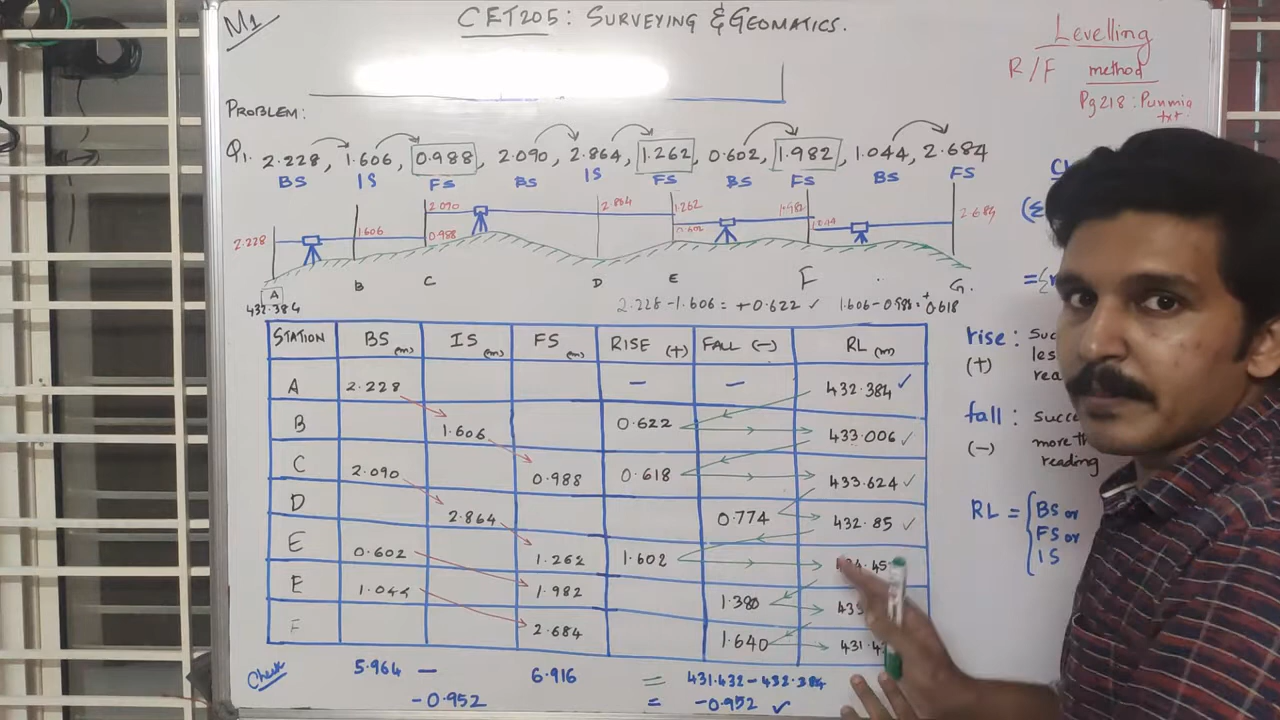 M1
CET205: SURVEYING & GEOMATICS.
Levelling
R/F method
Pg218: Punmia
txt.
PROBLEM:
Q1. 2.228, 1.606, 0.988, 2.090, 2.864, 1.262, 0.602, 1.982, 1.044, 2.684
BS IS FS BS IS FS BS FS BS FS
2.228 1.606 2.090 0.988 2.864 1.262 0.602 1.982 1.044 2.684
A B C D E F G.
432.384
2.228-1.606 = +0.622 ✓ 1.606-0.988 = +0.618
STATION BS (m) IS (m) FS (m) RISE (+) FALL (-) RL (m)
A 2.228 — — 432.384 ✓
B 1.606 0.622 433.006 ✓
C 2.090 0.988 0.618 433.624 ✓
D 2.864 0.774 432.85 ✓
E 0.602 1.262 1.602
E 1.044 1.982 1.380
F 2.684 1.640
Check 5.964 — 6.916 = 431.432-432.384
-0.952 = -0.952 ✓
rise:
(+)
fall:
(-) more
reading
RL = { BS or
FS or
IS